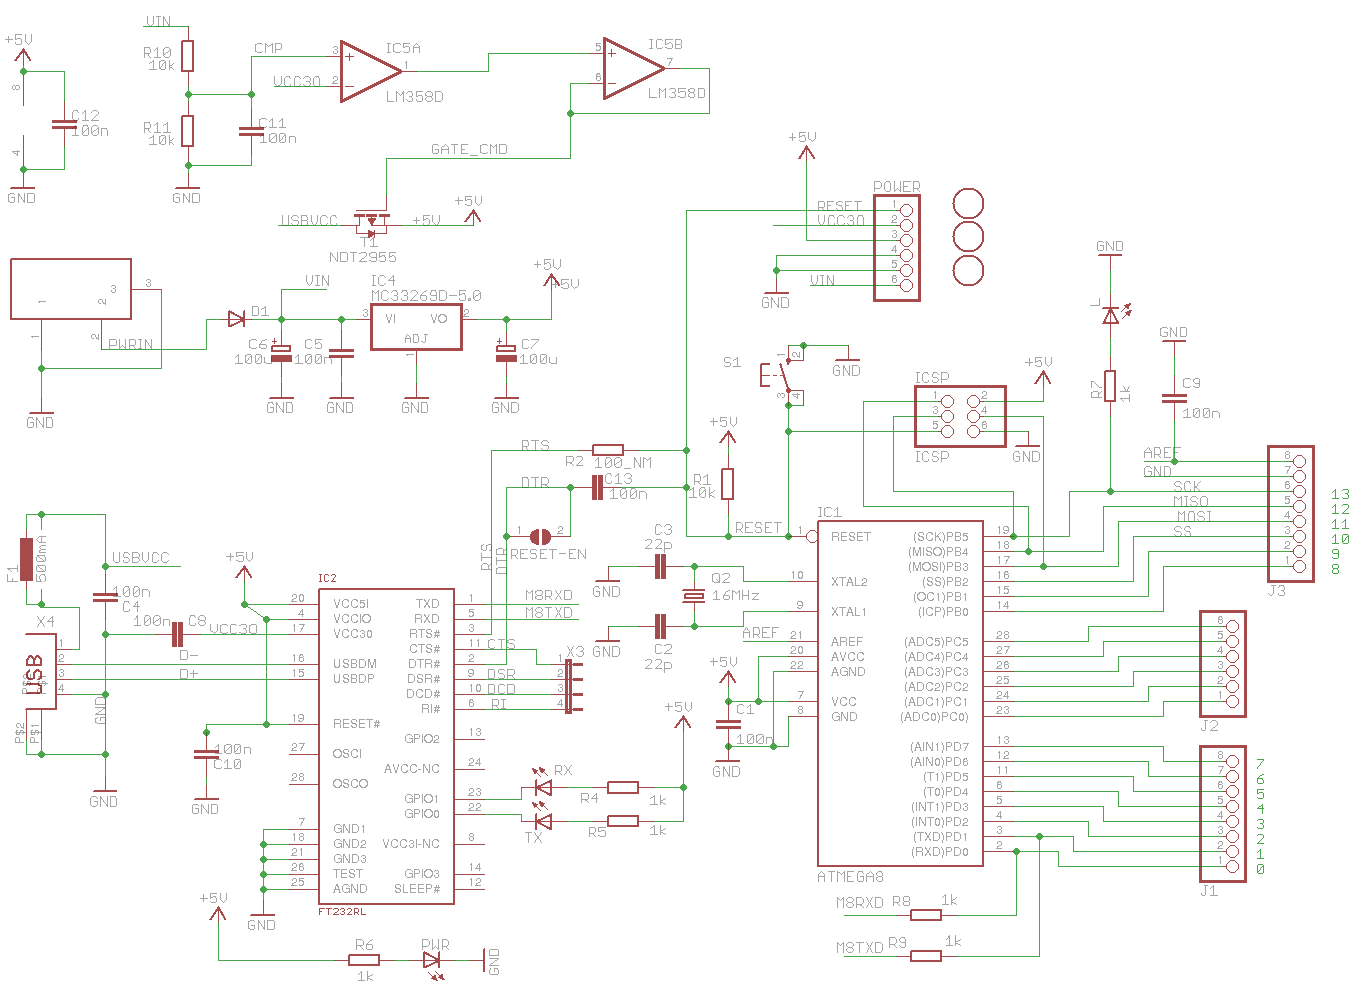 +5V
8
4
C12
100n
GND
VIN
R10
10k
R11
10k
CMP
VCC3O
C11
100n
GND
3
2
1
IC5A
LM358D
5
6
7
IC5B
LM358D
GATE_CMD
USBVCC
+5V
+5V
T1
NDT2955
1
2
3
3
1
2
PWRIN
GND
D1
VIN
C6
100u
GND
C5
100n
GND
IC4
MC33269D-5.0
3
VI
VO
2
ADJ
1
GND
+5V
+5V
C7
100u
GND
+5V
POWER
RESET
VCC3O
VIN
1
2
3
4
5
6
GND
S1
1
2
3
4
GND
ICSP
1
2
3
4
5
6
ICSP
+5V
GND
GND
L
R7
1k
GND
C9
100n
AREF
GND
SCK
MISO
MOSI
SS
8
7
6
5
4
3
2
1
J3
13
12
11
10
9
8
RTS
R2
100_NM
DTR
C13
100n
1
2
RESET-EN
RTS
DTR
+5V
R1
10k
RESET
C3
22p
GND
Q2
16MHz
C2
22p
GND
AREF
+5V
C1
100n
GND
IC1
1
RESET
10
XTAL2
9
XTAL1
21
AREF
20
AVCC
22
AGND
7
VCC
8
GND
(SCK)PB5
19
(MISO)PB4
18
(MOSI)PB3
17
(SS)PB2
16
(OC1)PB1
15
(ICP)PB0
14
(ADC5)PC5
28
(ADC4)PC4
27
(ADC3)PC3
26
(ADC2)PC2
25
(ADC1)PC1
24
(ADC0)PC0
23
(AIN1)PD7
13
(AIN0)PD6
12
(T1)PD5
11
(T0)PD4
6
(INT1)PD3
5
(INT0)PD2
4
(TXD)PD1
3
(RXD)PD0
2
ATMEGA8
6
5
4
3
2
1
J2
8
7
6
5
4
3
2
1
J1
7
6
5
4
3
2
1
0
M8RXD
R8
1k
M8TXD
R9
1k
F1
500mA
USBVCC
100n
C4
X4
USB
1
2
3
4
P$2
P$1
100n
C8
VCC3O
D-
D+
GND
GND
+5V
100n
C10
GND
IC2
20
VCC5I
4
VCCIO
17
VCC3O
16
USBDM
15
USBDP
19
RESET#
27
OSCI
28
OSCO
7
GND1
18
GND2
21
GND3
26
TEST
25
AGND
TXD
1
M8RXD
RXD
5
M8TXD
RTS#
3
CTS#
11
CTS
DTR#
2
DSR#
9
DSR
DCD#
10
DCD
RI#
6
RI
GPIO2
13
AVCC-NC
24
GPIO1
23
GPIO0
22
VCC3I-NC
8
GPIO3
14
SLEEP#
12
FT232RL
GND
X3
1
2
3
4
+5V
RX
R4
1k
TX
R5
1k
+5V
R6
1k
PWR
GND